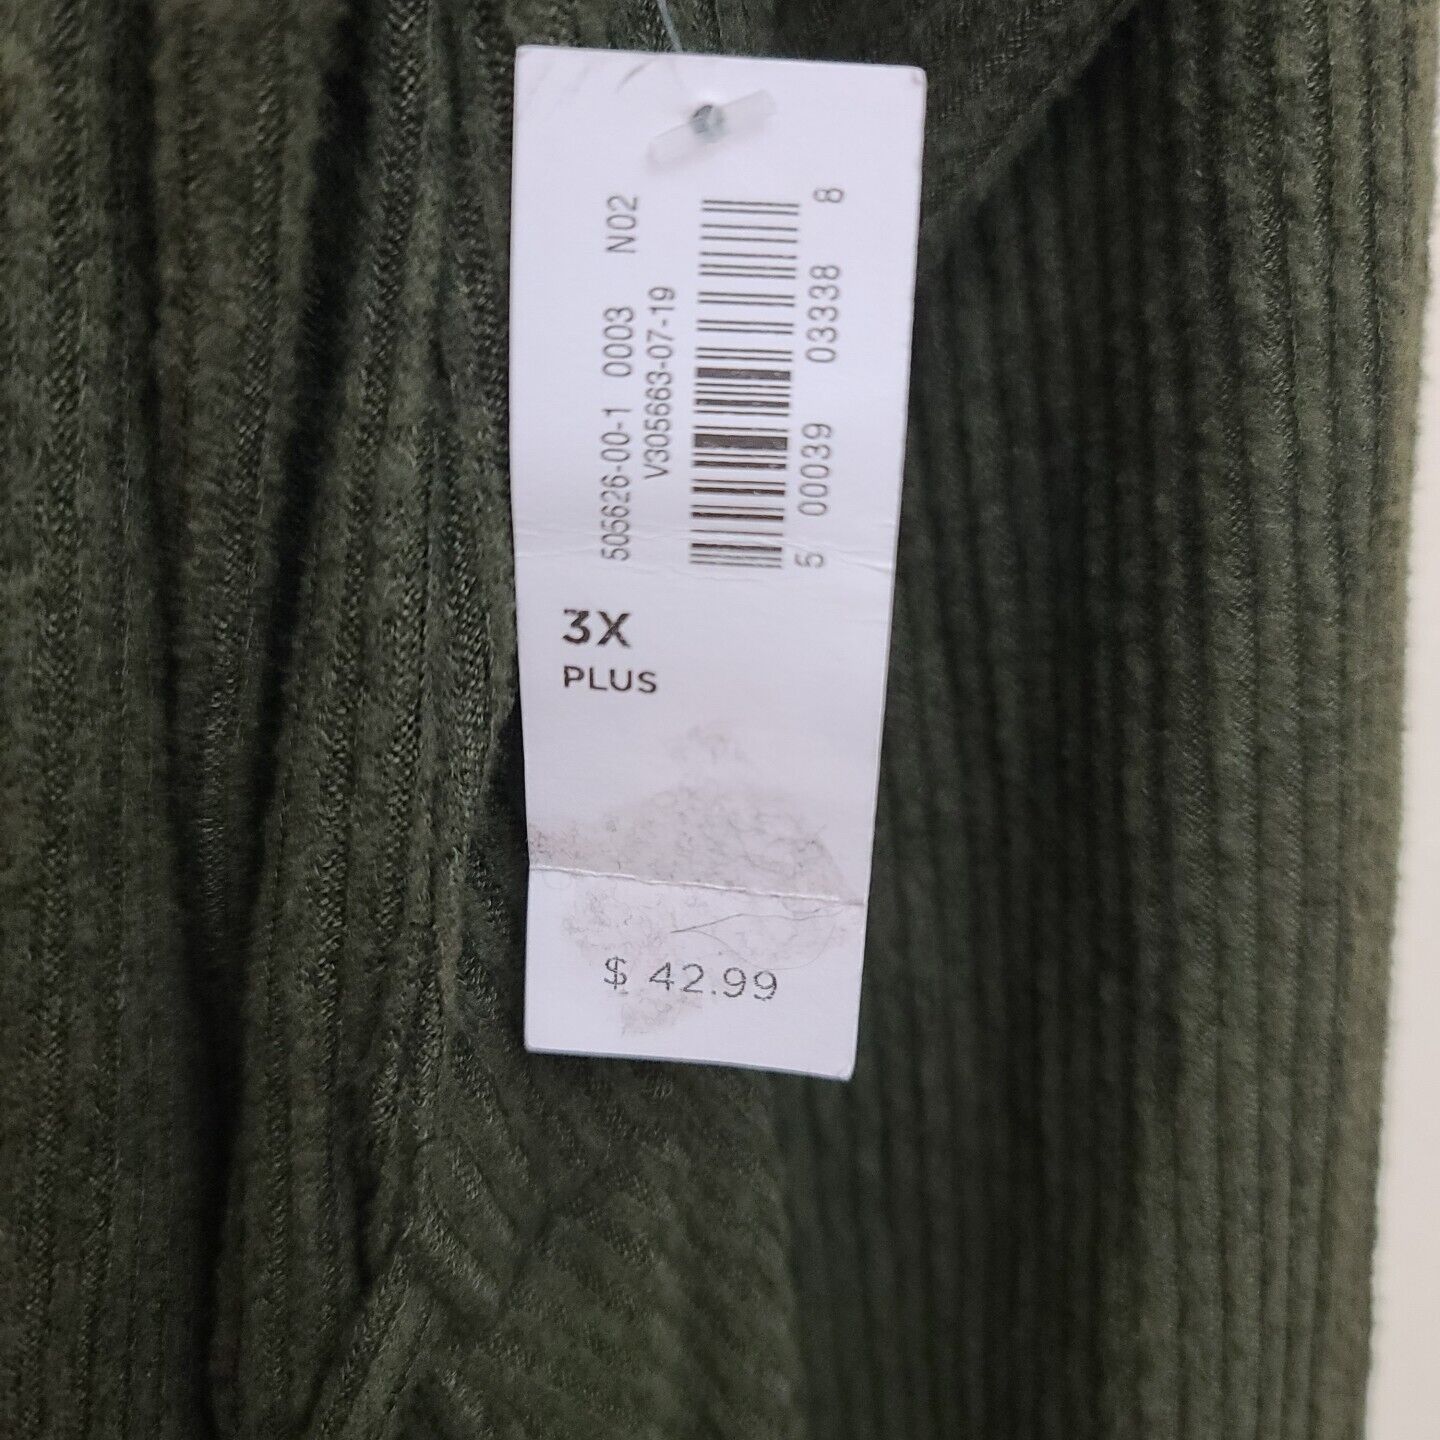 505626-00-1 0003 N02
V305663-07-19
5 00039 03338 8
3X
PLUS
$ 42.99